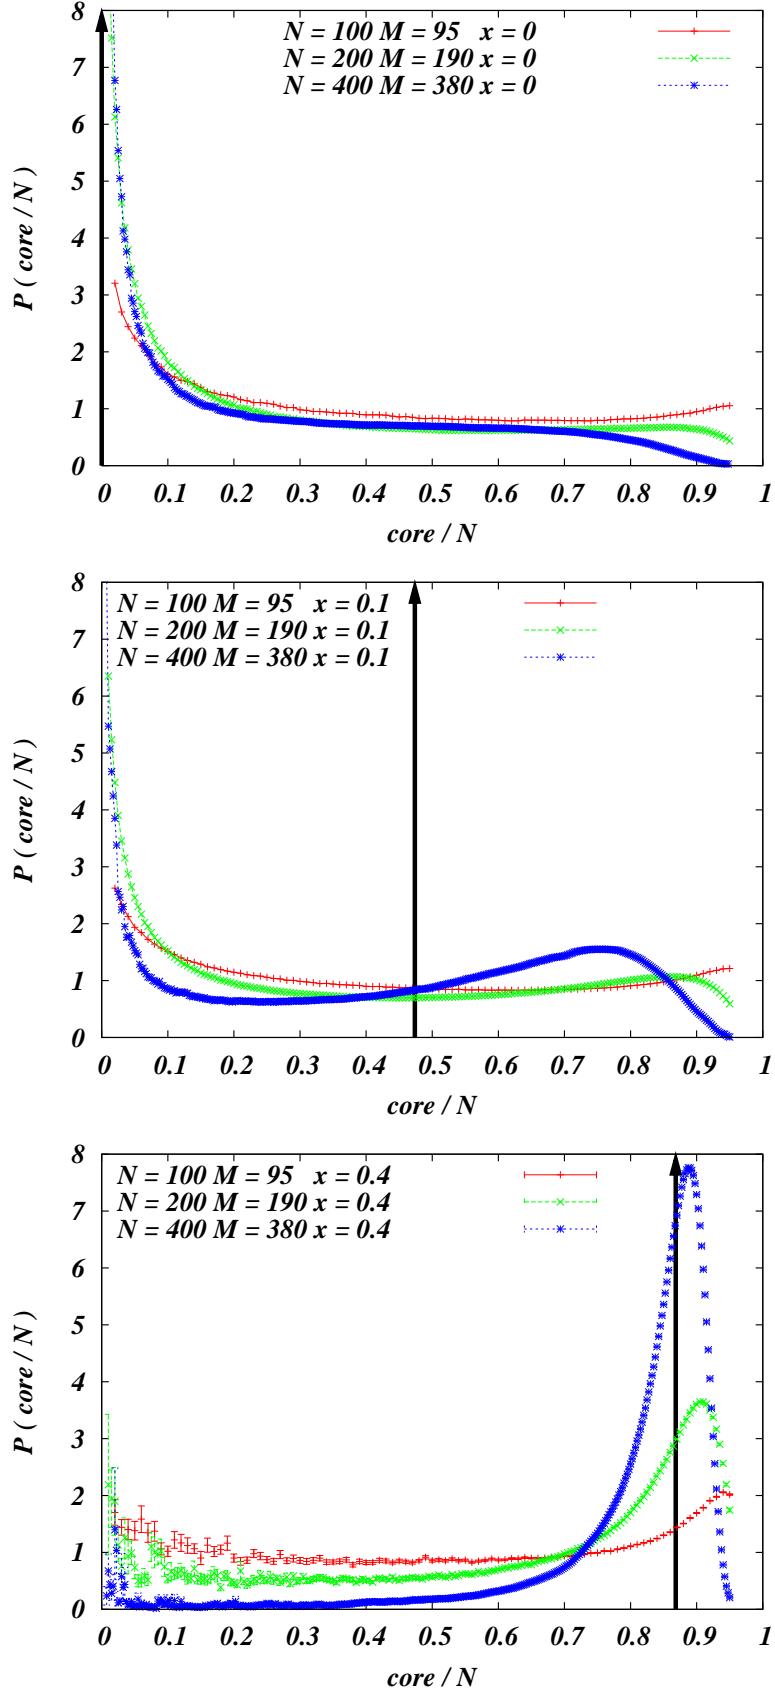 8
7
6
5
4
3
2
1
0
P ( core / N )
N = 100 M = 95 x = 0
N = 200 M = 190 x = 0
N = 400 M = 380 x = 0
0 0.1 0.2 0.3 0.4 0.5 0.6 0.7 0.8 0.9 1
core / N
8
7
6
5
4
3
2
1
0
P ( core / N )
N = 100 M = 95 x = 0.1
N = 200 M = 190 x = 0.1
N = 400 M = 380 x = 0.1
0 0.1 0.2 0.3 0.4 0.5 0.6 0.7 0.8 0.9 1
core / N
8
7
6
5
4
3
2
1
0
P ( core / N )
N = 100 M = 95 x = 0.4
N = 200 M = 190 x = 0.4
N = 400 M = 380 x = 0.4
0 0.1 0.2 0.3 0.4 0.5 0.6 0.7 0.8 0.9 1
core / N